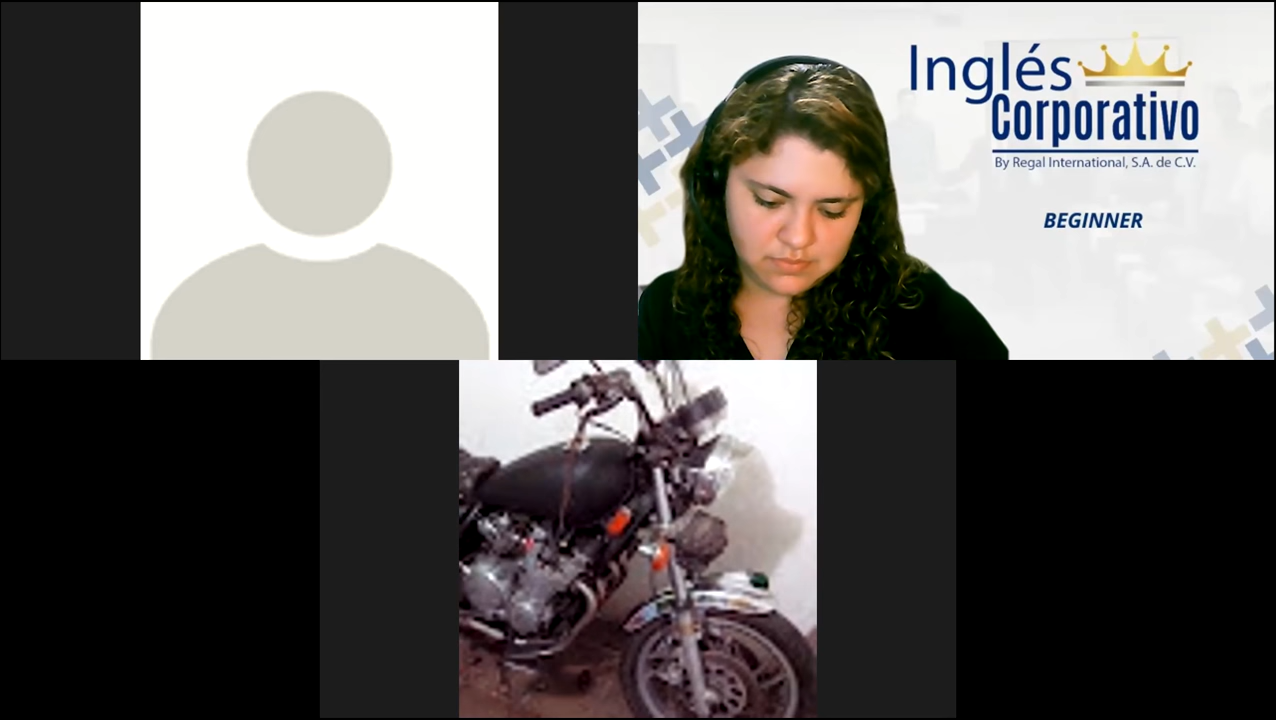 Inglés
Corporativo
By Regal International, S.A. de C.V.
BEGINNER